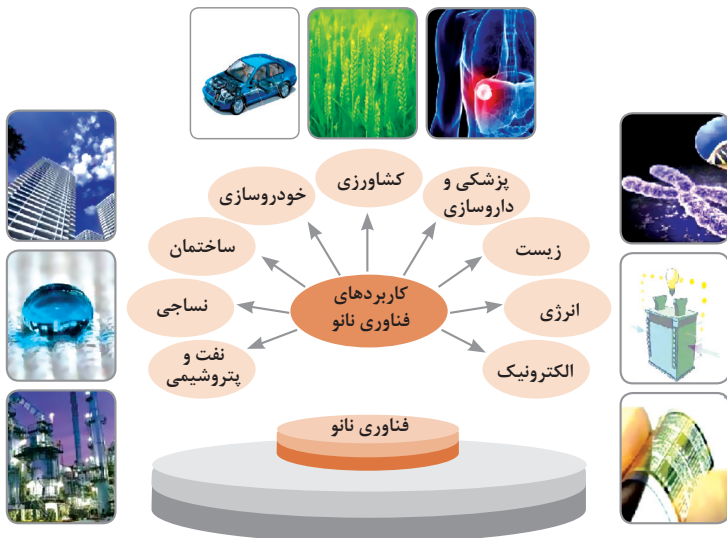 کشاورزی
پزشکی و
داروسازی
خودروسازی
زیست
ساختمان
کاربردهای
فناوری نانو
انرژی
نساجی
الکترونیک
نفت و
پتروشیمی
فناوری نانو